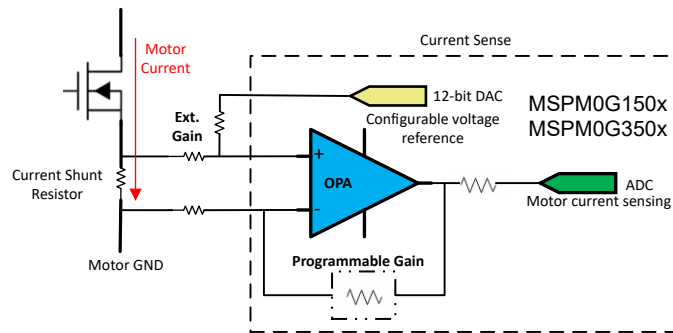 Current Sense
Motor
Current
12-bit DAC
Configurable voltage
reference
MSPM0G150x
MSPM0G350x
Ext.
Gain
+
OPA
-
Current Shunt
Resistor
ADC
Motor current sensing
Motor GND
Programmable Gain